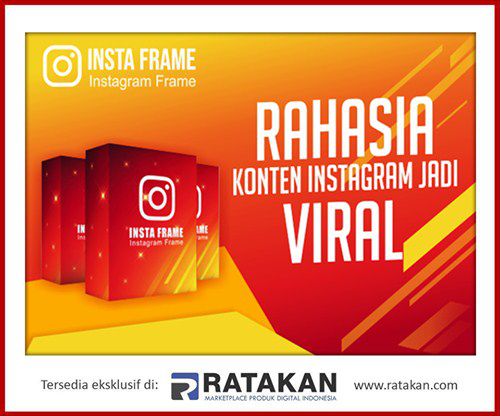 INSTA FRAME
Instagram Frame
RAHASIA
KONTEN INSTAGRAM JADI
VIRAL
INSTA FRAME
Instagram Frame
Tersedia eksklusif di:
RATAKAN
MARKETPLACE PRODUK DIGITAL INDONESIA
www.ratakan.com